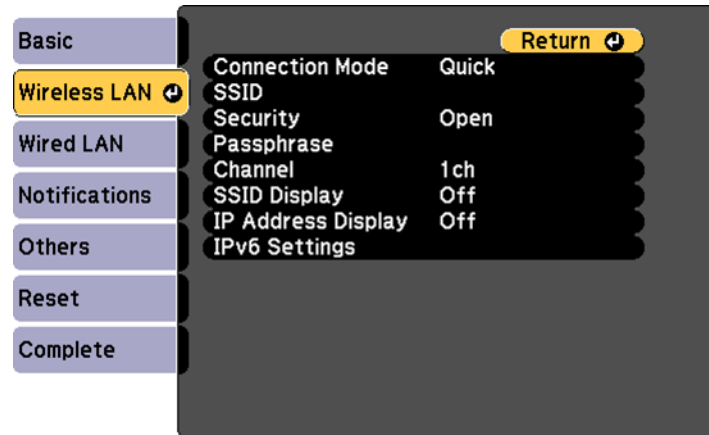 Basic
Wireless LAN
Wired LAN
Notifications
Others
Reset
Complete
Return
Connection Mode Quick
SSID
Security Open
Passphrase
Channel 1ch
SSID Display Off
IP Address Display Off
IPv6 Settings